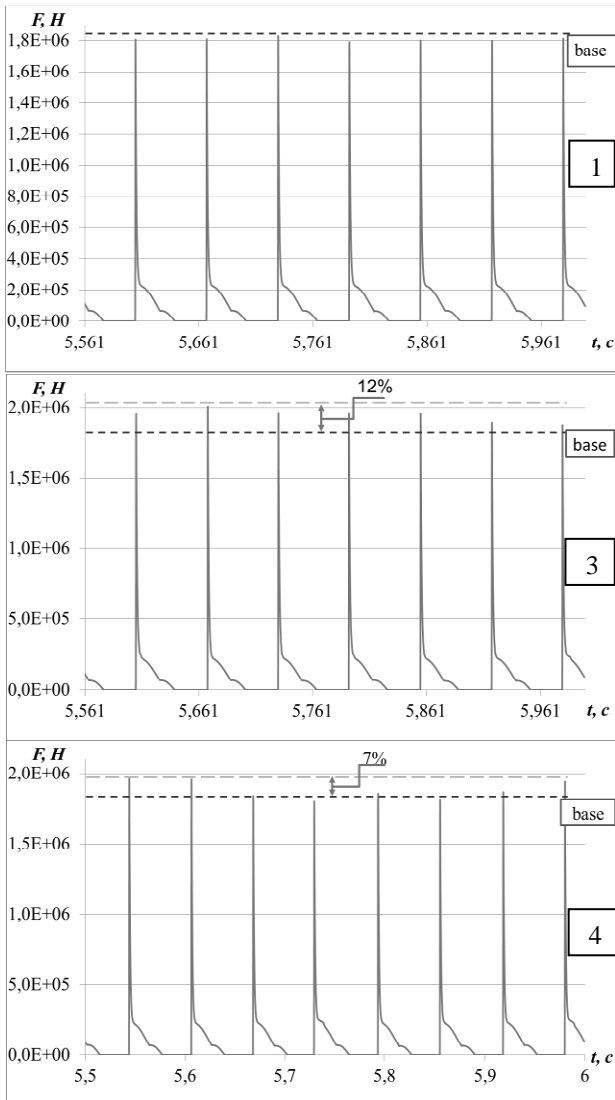 F, H
1,8E+06
base
1,6E+06
1,4E+06
1,2E+06
1,0E+06
1
8,0E+05
6,0E+05
4,0E+05
2,0E+05
0,0E+00
5,561 5,661 5,761 5,861 5,961
t, c
F, H
12%
2,0E+06
base
1,5E+06
1,0E+06
3
5,0E+05
0,0E+00
5,561 5,661 5,761 5,861 5,961
t, c
F, H
7%
2,0E+06
base
1,5E+06
1,0E+06
4
5,0E+05
0,0E+00
5,5 5,6 5,7 5,8 5,9 6
t, c